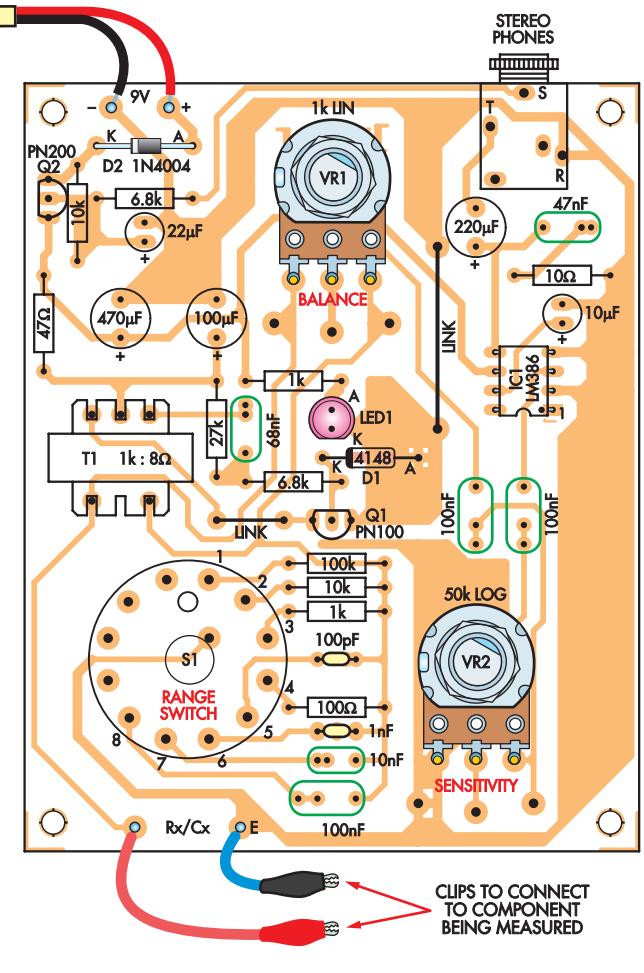 STEREO
PHONES
− 9V +
S
1k LIN
T
K A
PN200
Q2
D2 1N4004
VR1
R
10k
6.8k
22µF
+
220µF
+
47nF
BALANCE
10Ω
47Ω
470µF
+
100µF
+
LINK
10µF
+
IC1
LM386
1
1k
A
LED1
K
27k
68nF
T1 1k : 8Ω
4148
K
D1
A
6.8k
Q1
PN100
LINK
100nF
100nF
1
2
3
4
5
6
7
8
100k
10k
1k
50k LOG
100pF
S1
RANGE
SWITCH
VR2
100Ω
1nF
10nF
SENSITIVITY
100nF
Rx/Cx
E
CLIPS TO CONNECT
TO COMPONENT
BEING MEASURED